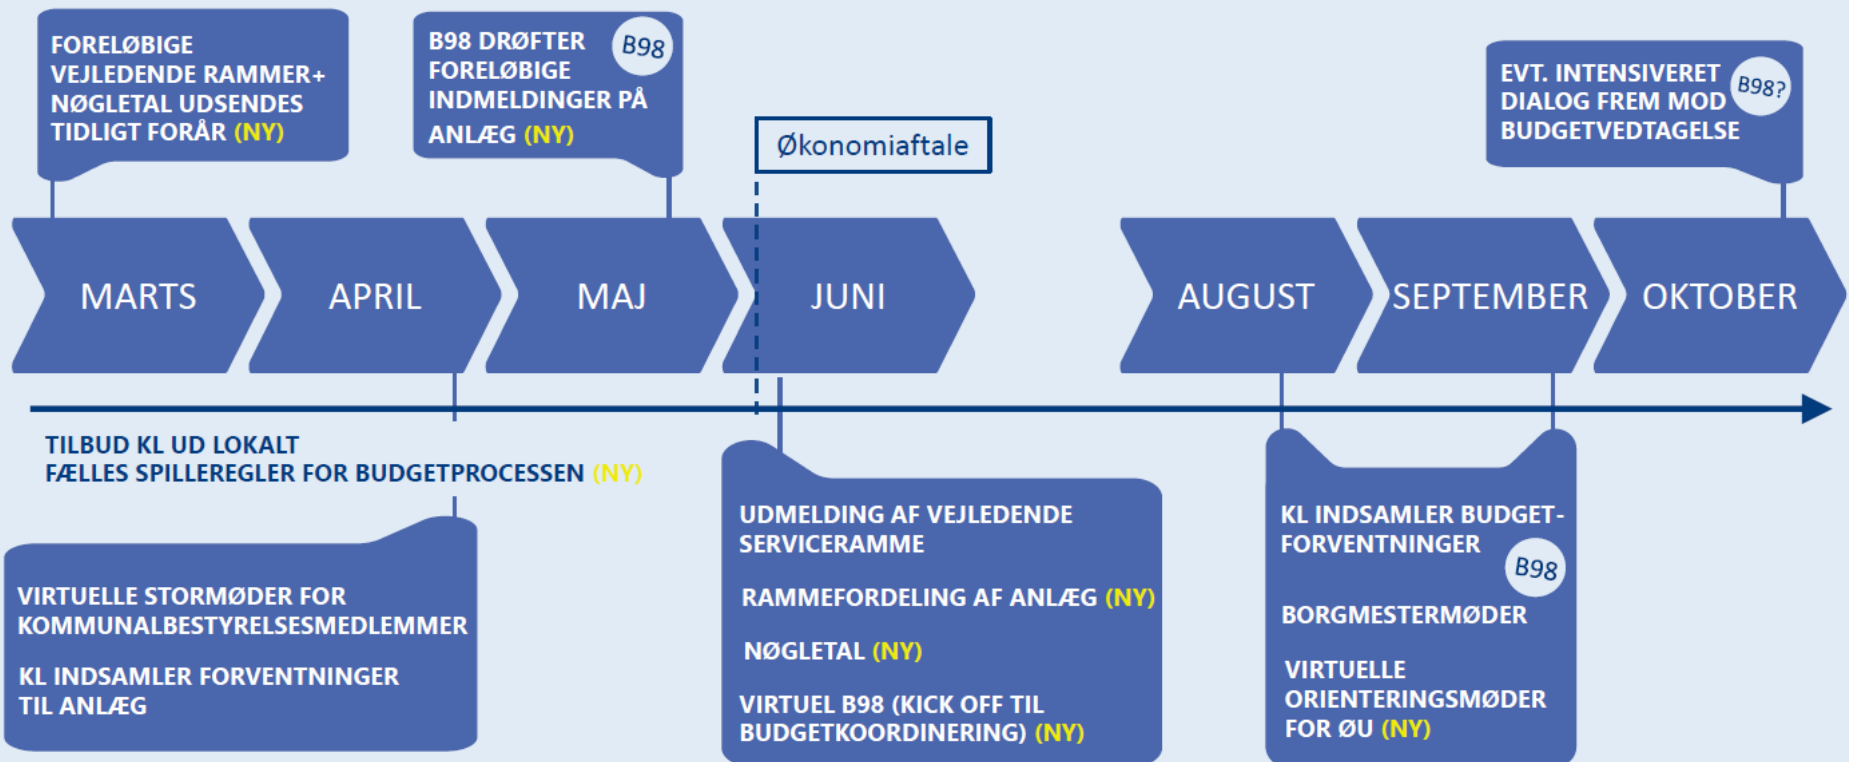 FORELØBIGE
VEJLEDENDE RAMMER+
NØGLETAL UDSENDES
TIDLIGT FORÅR (NY)
B98 DRØFTER
FORELØBIGE
INDMELDINGER PÅ
ANLÆG (NY)
B98
Økonomiaftale
EVT. INTENSIVERET
DIALOG FREM MOD
BUDGETVEDTAGELSE
B98?
MARTS
APRIL
MAJ
JUNI
AUGUST
SEPTEMBER
OKTOBER
TILBUD KL UD LOKALT
FÆLLES SPILLEREGLER FOR BUDGETPROCESSEN (NY)
VIRTUELLE STORMØDER FOR
KOMMUNALBESTYRELSESMEDLEMMER
KL INDSAMLER FORVENTNINGER
TIL ANLÆG
UDMELDING AF VEJLEDENDE
SERVICERAMME
RAMMEFORDELING AF ANLÆG (NY)
NØGLETAL (NY)
VIRTUEL B98 (KICK OFF TIL
BUDGETKOORDINERING) (NY)
KL INDSAMLER BUDGET-
FORVENTNINGER
B98
BORGMESTERMØDER
VIRTUELLE
ORIENTERINGSMØDER
FOR ØU (NY)